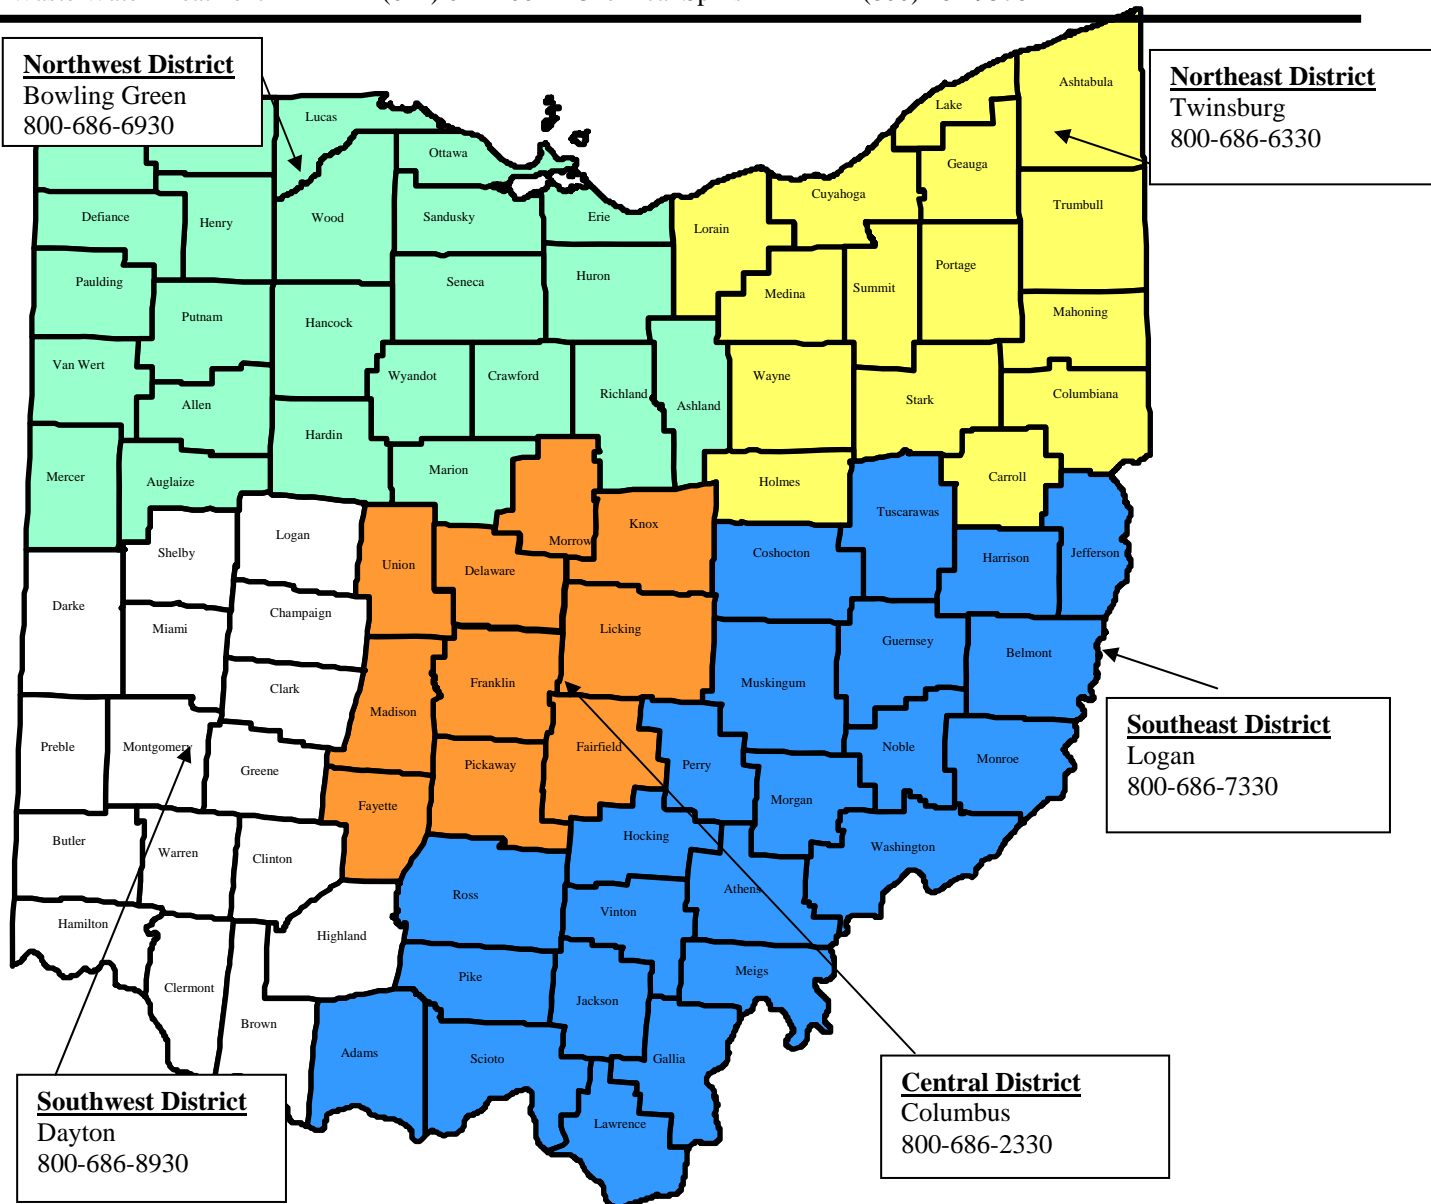 Northwest District
Bowling Green
800-686-6930
Northeast District
Twinsburg
800-686-6330
Lucas
Ottawa
Lake
Ashtabula
Geauga
Cuyahoga
Trumbull
Defiance
Henry
Wood
Sandusky
Erie
Lorain
Paulding
Seneca
Huron
Medina
Summit
Portage
Putnam
Hancock
Mahoning
Van Wert
Wyandot
Crawford
Richland
Ashland
Wayne
Stark
Columbiana
Allen
Hardin
Mercer
Auglaize
Marion
Holmes
Carroll
Shelby
Logan
Union
Delaware
Morrow
Knox
Coshocton
Tuscarawas
Harrison
Jefferson
Darke
Miami
Champaign
Licking
Guernsey
Belmont
Clark
Madison
Franklin
Muskingum
Preble
Montgomery
Greene
Pickaway
Fairfield
Perry
Noble
Monroe
Southeast District
Logan
800-686-7330
Fayette
Morgan
Butler
Warren
Clinton
Hocking
Washington
Ross
Athens
Hamilton
Highland
Vinton
Clermont
Pike
Jackson
Meigs
Brown
Adams
Scioto
Gallia
Lawrence
Southwest District
Dayton
800-686-8930
Central District
Columbus
800-686-2330